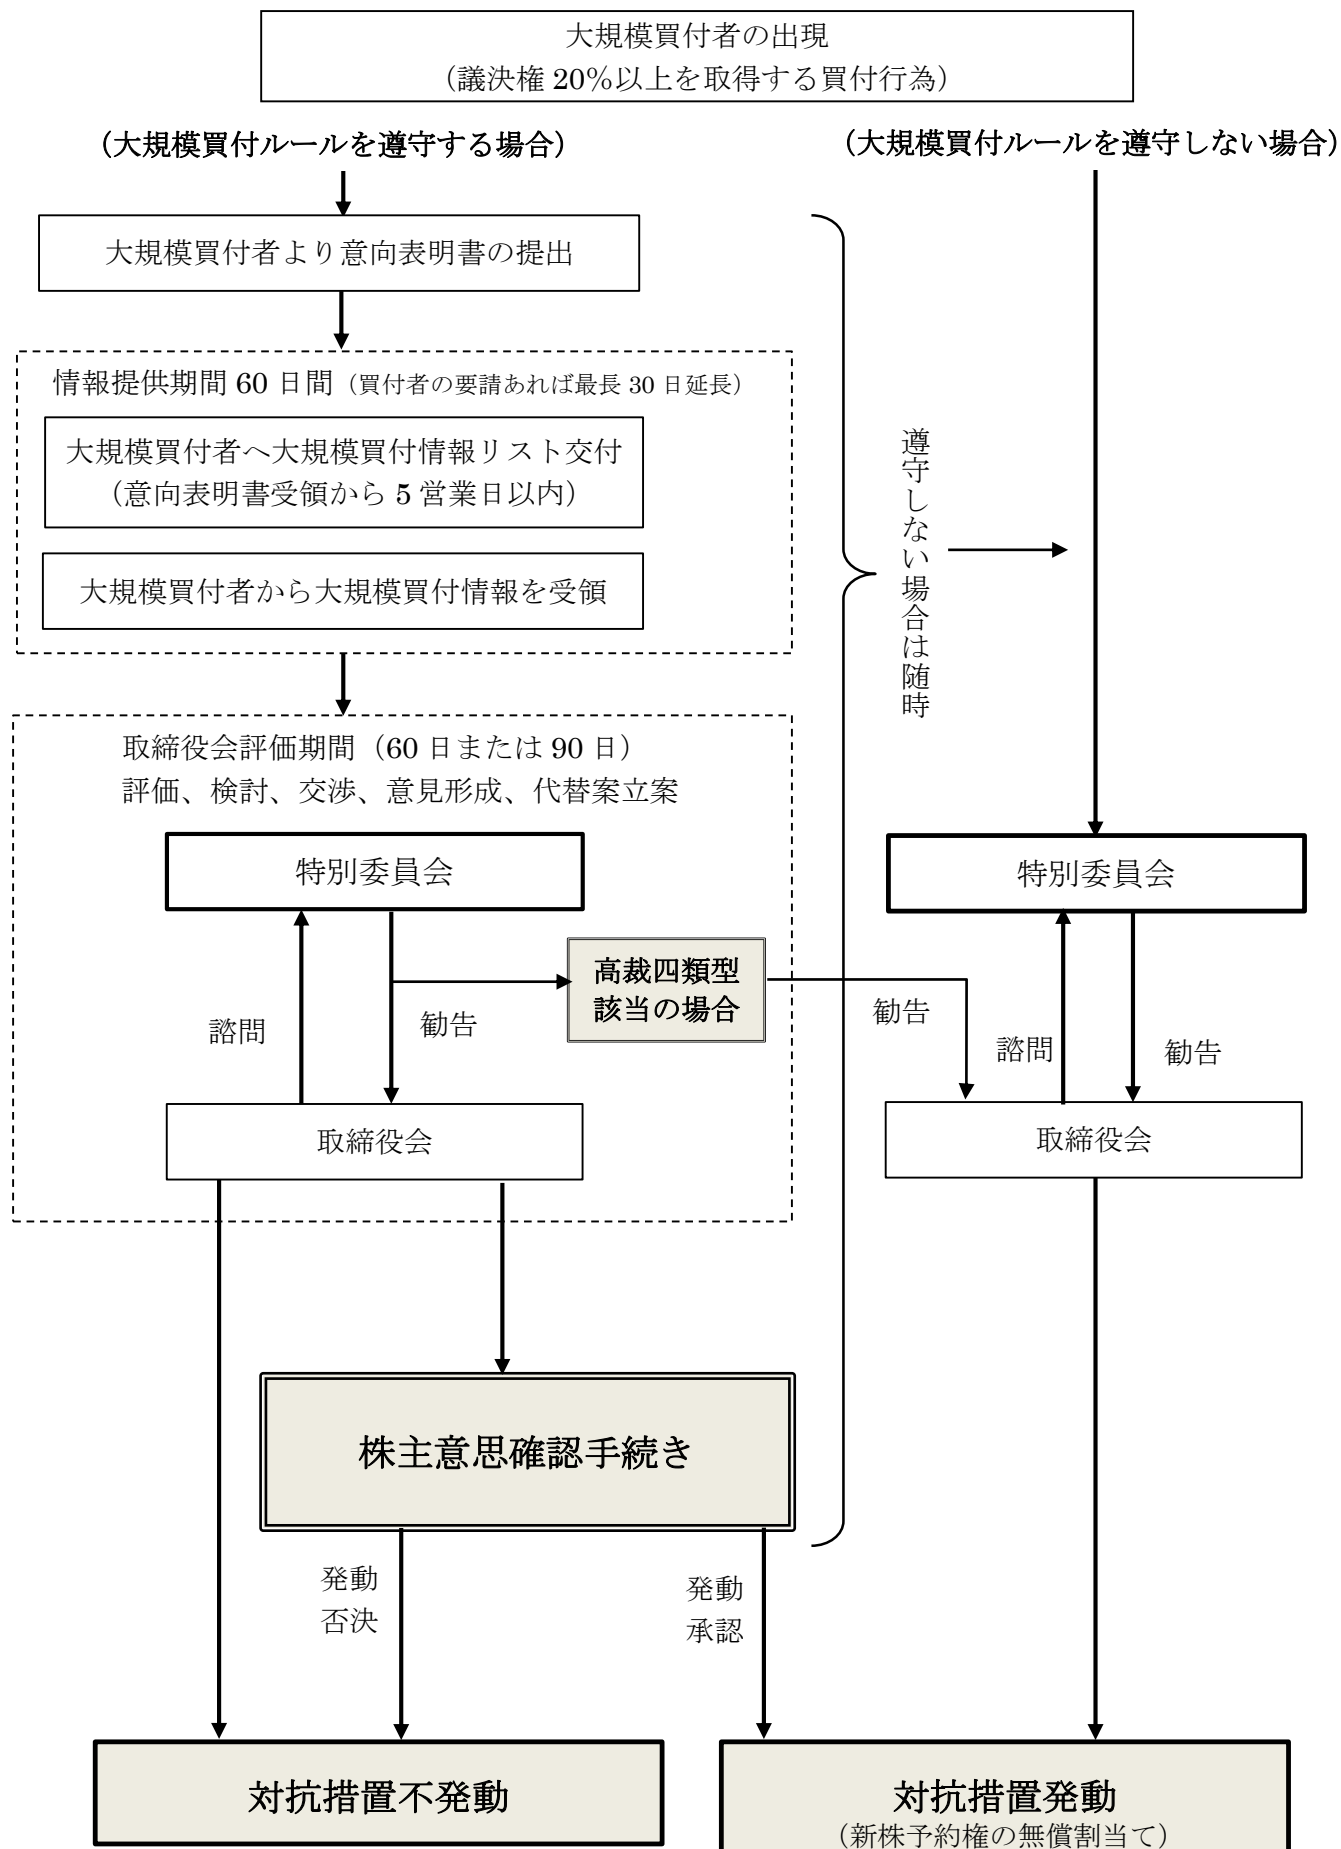 大規模買付者の出現
（議決権 20％以上を取得する買付行為）
（大規模買付ルールを遵守する場合）
（大規模買付ルールを遵守しない場合）
大規模買付者より意向表明書の提出
情報提供期間 60 日間（買付者の要請あれば最長 30 日延長）
大規模買付者へ大規模買付情報リスト交付
（意向表明書受領から 5 営業日以内）
大規模買付者から大規模買付情報を受領
遵守しない場合は随時
取締役会評価期間（60 日または 90 日）
評価、検討、交渉、意見形成、代替案立案
特別委員会
特別委員会
高裁四類型
該当の場合
諮問
勧告
勧告
諮問
勧告
取締役会
取締役会
株主意思確認手続き
発動
否決
発動
承認
対抗措置不発動
対抗措置発動
（新株予約権の無償割当て）